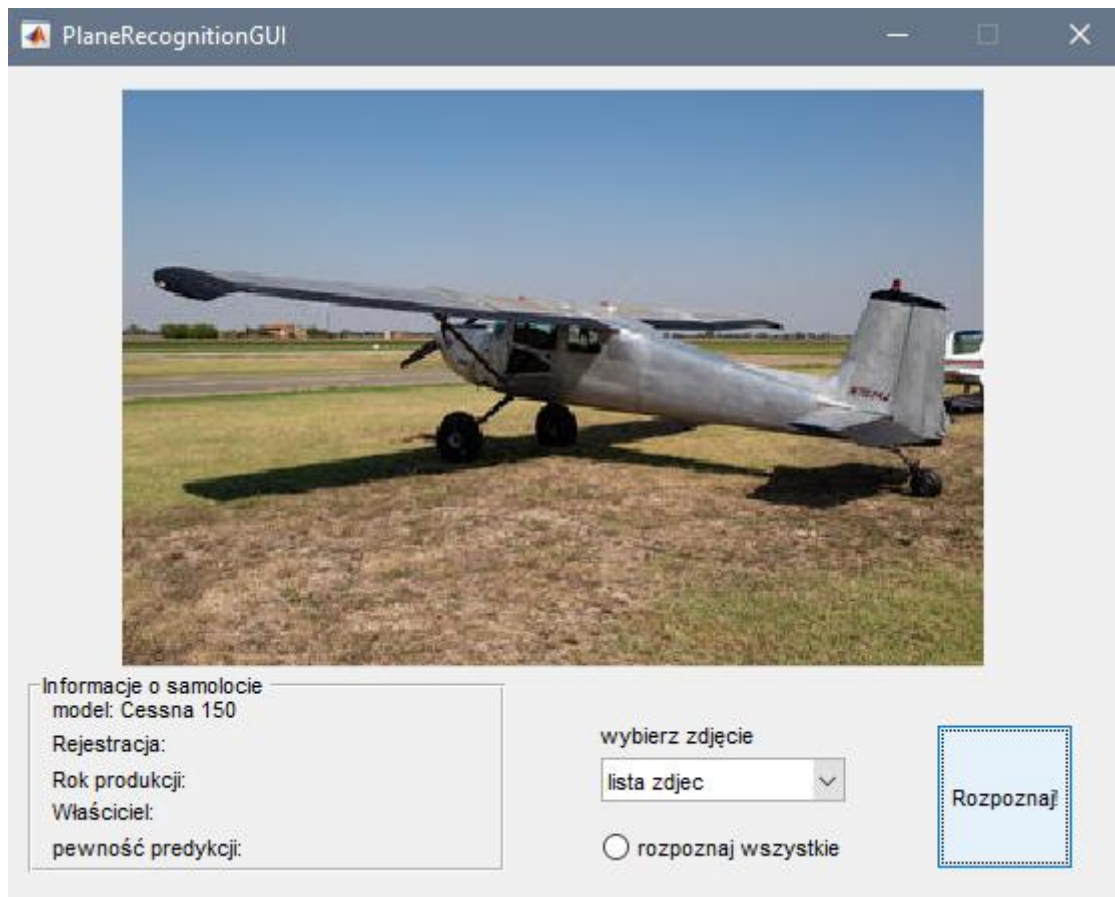 PlaneRecognitionGUI
Informacje o samolocie
model: Cessna 150
Rejestracja:
Rok produkcji:
Właściciel:
pewność predykcji:
wybierz zdjęcie
lista zdjec
rozpoznaj wszystkie
Rozpoznaj!